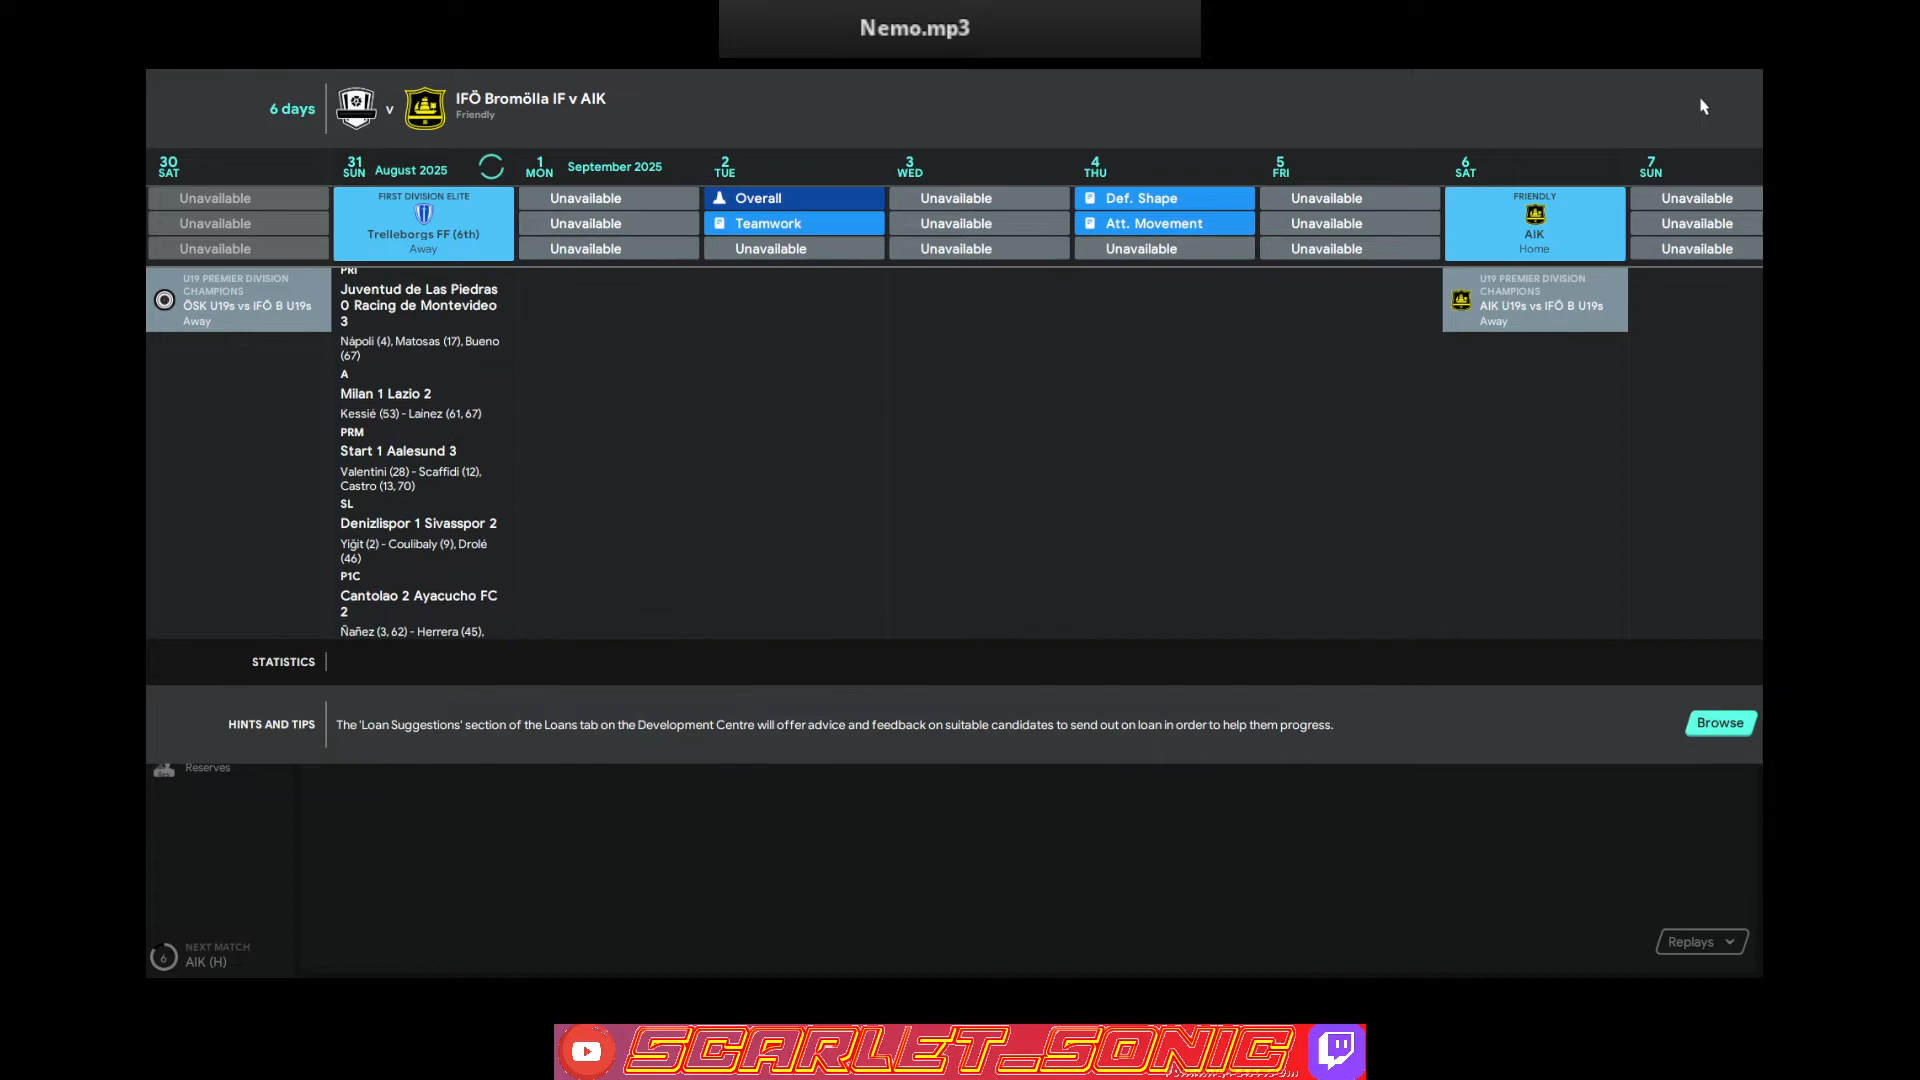 Nemo.mp3
6 days
v
IFÖ Bromölla IF v AIK
Friendly
30 SAT
31 SUN August 2025
1 MON September 2025
2 TUE
3 WED
4 THU
5 FRI
6 SAT
7 SUN
Unavailable
Unavailable
Unavailable
FIRST DIVISION ELITE
Trelleborgs FF (6th)
Away
Unavailable
Unavailable
Unavailable
Overall
Teamwork
Unavailable
Unavailable
Unavailable
Unavailable
Def. Shape
Att. Movement
Unavailable
Unavailable
Unavailable
Unavailable
FRIENDLY
AIK
Home
Unavailable
Unavailable
Unavailable
U19 PREMIER DIVISION
CHAMPIONS
ÖSK U19s vs IFÖ B U19s
Away
PRI
Juventud de Las Piedras
0 Racing de Montevideo
3
Nápoli (4), Matosas (17), Bueno
(67)
A
Milan 1 Lazio 2
Kessié (53) - Laínez (61, 67)
PRM
Start 1 Aalesund 3
Valentini (28) - Scaffidi (12),
Castro (13, 70)
SL
Denizlispor 1 Sivasspor 2
Yiğit (2) - Coulibaly (9), Drolé
(46)
P1C
Cantolao 2 Ayacucho FC
2
Ñañez (3, 62) - Herrera (45),
U19 PREMIER DIVISION
CHAMPIONS
AIK U19s vs IFÖ B U19s
Away
STATISTICS
HINTS AND TIPS
The 'Loan Suggestions' section of the Loans tab on the Development Centre will offer advice and feedback on suitable candidates to send out on loan in order to help them progress.
Browse
Reserves
6
NEXT MATCH
AIK (H)
Replays
SCARLET_SONIC